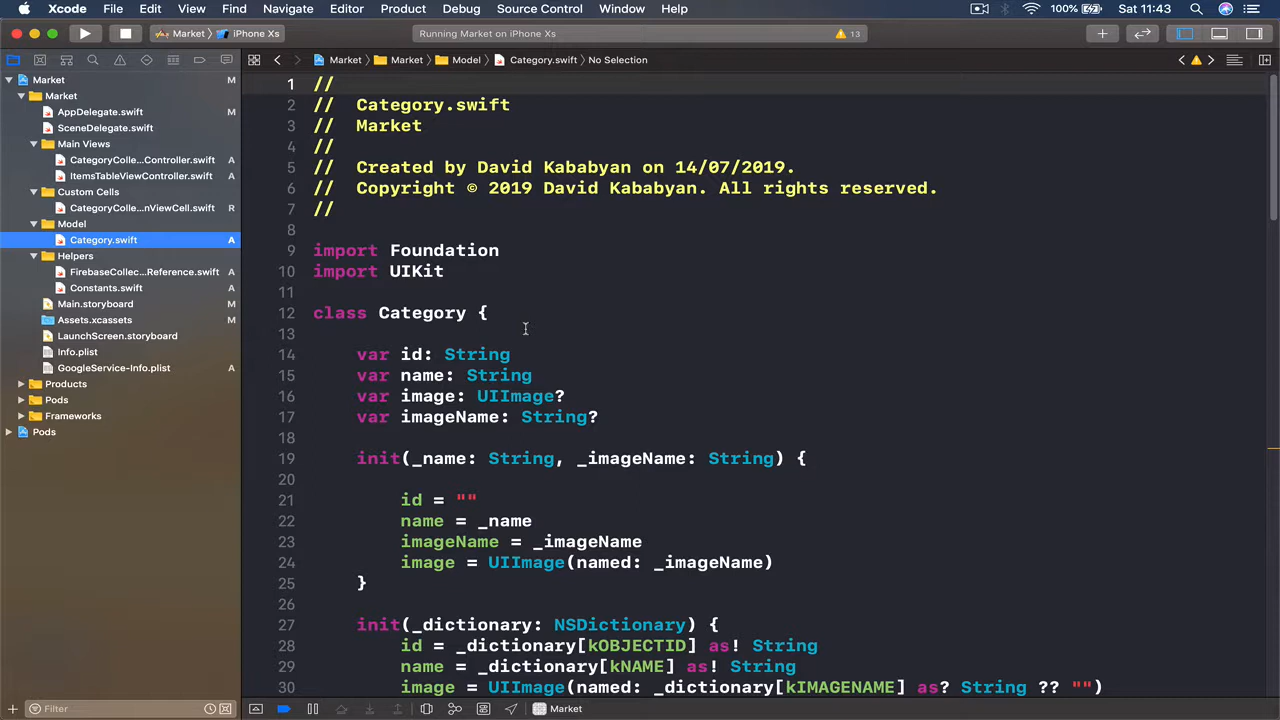 Xcode File Edit View Find Navigate Editor Product Debug Source Control Window Help 100% Sat 11:43
Market iPhone Xs Running Market on iPhone Xs 13
Market Market Model Category.swift No Selection
Market M
Market
AppDelegate.swift M
SceneDelegate.swift
Main Views
CategoryColle...Controller.swift A
ItemsTableViewController.swift A
Custom Cells
CategoryColle...nViewCell.swift R
Model
Category.swift A
Helpers
FirebaseCollec...Reference.swift A
Constants.swift A
Main.storyboard M
Assets.xcassets M
LaunchScreen.storyboard
Info.plist
GoogleService-Info.plist A
Products
Pods
Frameworks
Pods
Filter
1 //
2 // Category.swift
3 // Market
4 //
5 // Created by David Kababyan on 14/07/2019.
6 // Copyright © 2019 David Kababyan. All rights reserved.
7 //
8
9 import Foundation
10 import UIKit
11
12 class Category {
13
14 var id: String
15 var name: String
16 var image: UIImage?
17 var imageName: String?
18
19 init(_name: String, _imageName: String) {
20
21 id = ""
22 name = _name
23 imageName = _imageName
24 image = UIImage(named: _imageName)
25 }
26
27 init(_dictionary: NSDictionary) {
28 id = _dictionary[kOBJECTID] as! String
29 name = _dictionary[kNAME] as! String
30 image = UIImage(named: _dictionary[kIMAGENAME] as? String ?? "")
Market